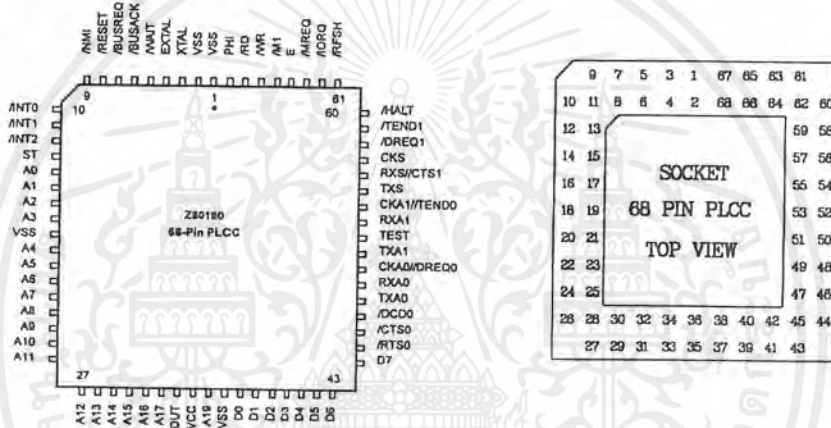 /NMI
/RESET
/BUSREQ
/BUSACK
/WAIT
EXTAL
XTAL
VSS
VSS
PHI
/RD
/WR
/M1
E
/MREQ
/IORQ
/RFSH
9 1 61
10 60
/INT0
/INT1
/INT2
ST
A0
A1
A2
A3
VSS
A4
A5
A6
A7
A8
A9
A10
A11
Z80180
68-Pin PLCC
/HALT
/TEND1
/DREQ1
CKS
RXS//CTS1
TXS
CKA1//TEND0
RXA1
TEST
TXA1
CKA0//DREQ0
RXA0
TXA0
/DCD0
/CTS0
/RTS0
D7
27 43
A12
A13
A14
A15
A16
A17
OUT
VCC
A19
VSS
D0
D1
D2
D3
D4
D5
D6
9 7 5 3 1 67 65 63 61
10 11 8 6 4 2 68 66 64 62 60
12 13 59 58
14 15 57 56
16 17 55 54
18 19 53 52
20 21 51 50
22 23 49 48
24 25 47 46
26 28 30 32 34 36 38 40 42 45 44
27 29 31 33 35 37 39 41 43
SOCKET
68 PIN PLCC
TOP VIEW